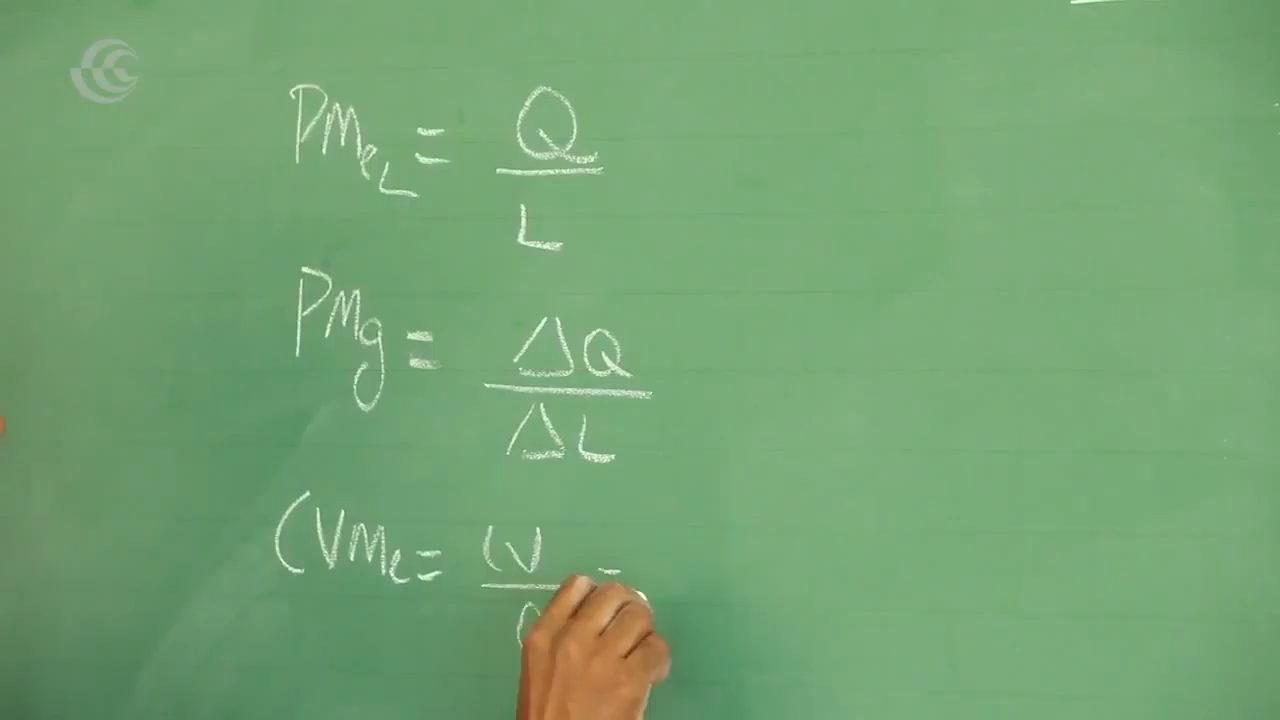 PMeL = Q / L
PMg = ΔQ / ΔL
CVMe = CV / Q =